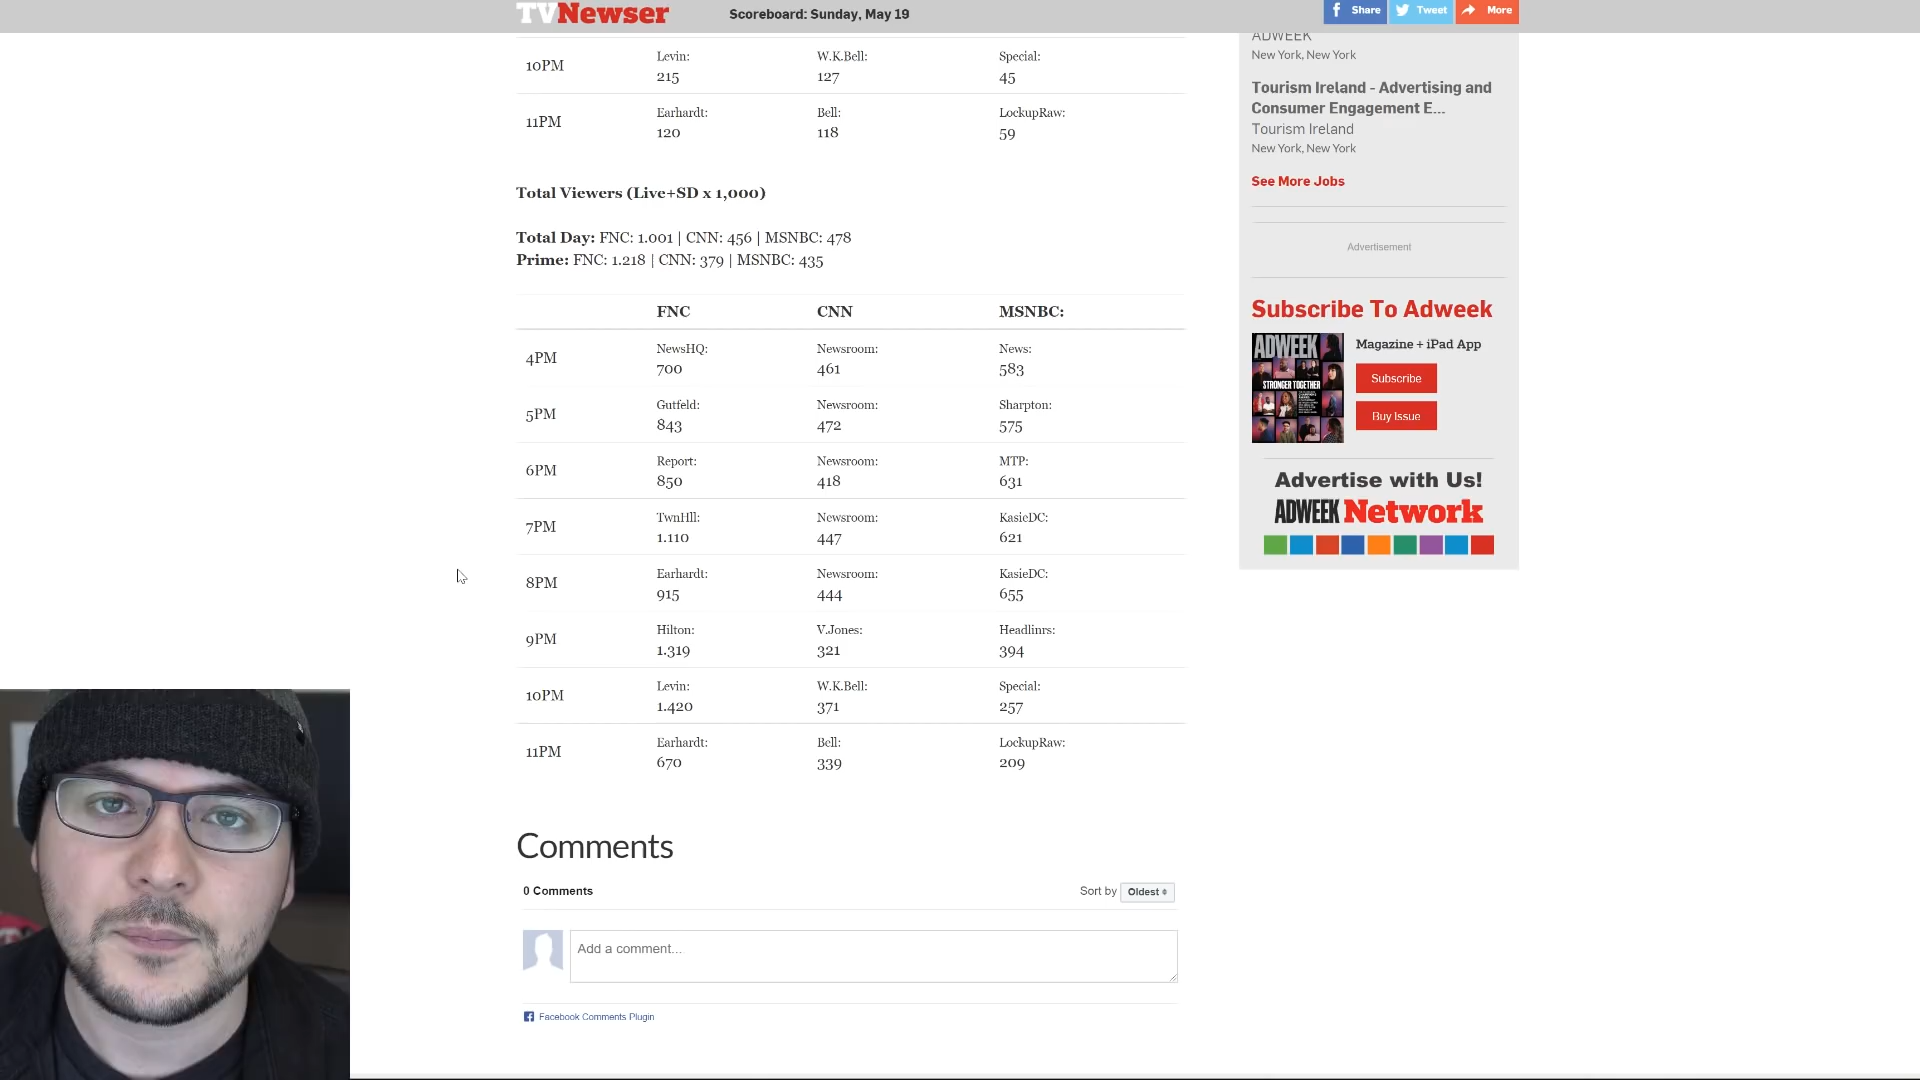 TVNewser
Scoreboard: Sunday, May 19
Share
Tweet
More
10PM
Levin:
215
W.K.Bell:
127
Special:
45
11PM
Earhardt:
120
Bell:
118
LockupRaw:
59
Total Viewers (Live+SD x 1,000)
Total Day: FNC: 1.001 | CNN: 456 | MSNBC: 478
Prime: FNC: 1.218 | CNN: 379 | MSNBC: 435
FNC CNN MSNBC:
4PM
NewsHQ:
700
Newsroom:
461
News:
583
5PM
Gutfeld:
843
Newsroom:
472
Sharpton:
575
6PM
Report:
850
Newsroom:
418
MTP:
631
7PM
TwnHll:
1.110
Newsroom:
447
KasieDC:
621
8PM
Earhardt:
915
Newsroom:
444
KasieDC:
655
9PM
Hilton:
1.319
V.Jones:
321
Headlinrs:
394
10PM
Levin:
1.420
W.K.Bell:
371
Special:
257
11PM
Earhardt:
670
Bell:
339
LockupRaw:
209
Comments
0 Comments
Sort by Oldest
Add a comment...
Facebook Comments Plugin
ADWEEK
New York, New York
Tourism Ireland - Advertising and
Consumer Engagement E...
Tourism Ireland
New York, New York
See More Jobs
Advertisement
Subscribe To Adweek
ADWEEK
STRONGER TOGETHER
Magazine + iPad App
Subscribe
Buy Issue
Advertise with Us!
ADWEEK Network